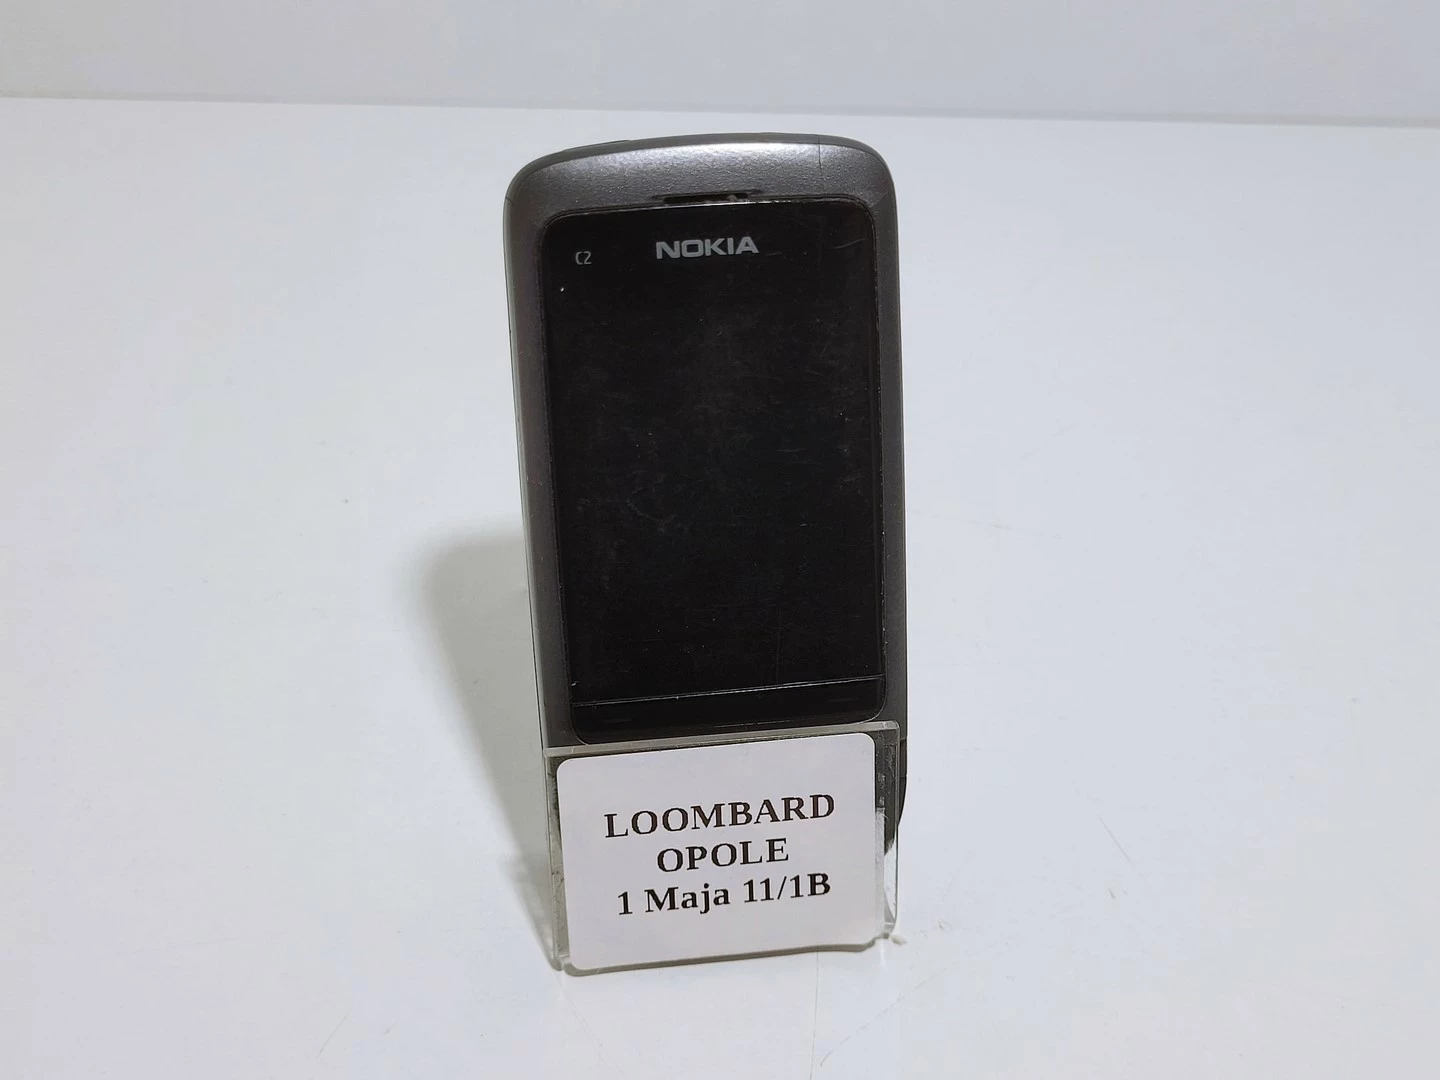 C2 NOKIA
LOOMBARD
OPOLE
1 Maja 11/1B